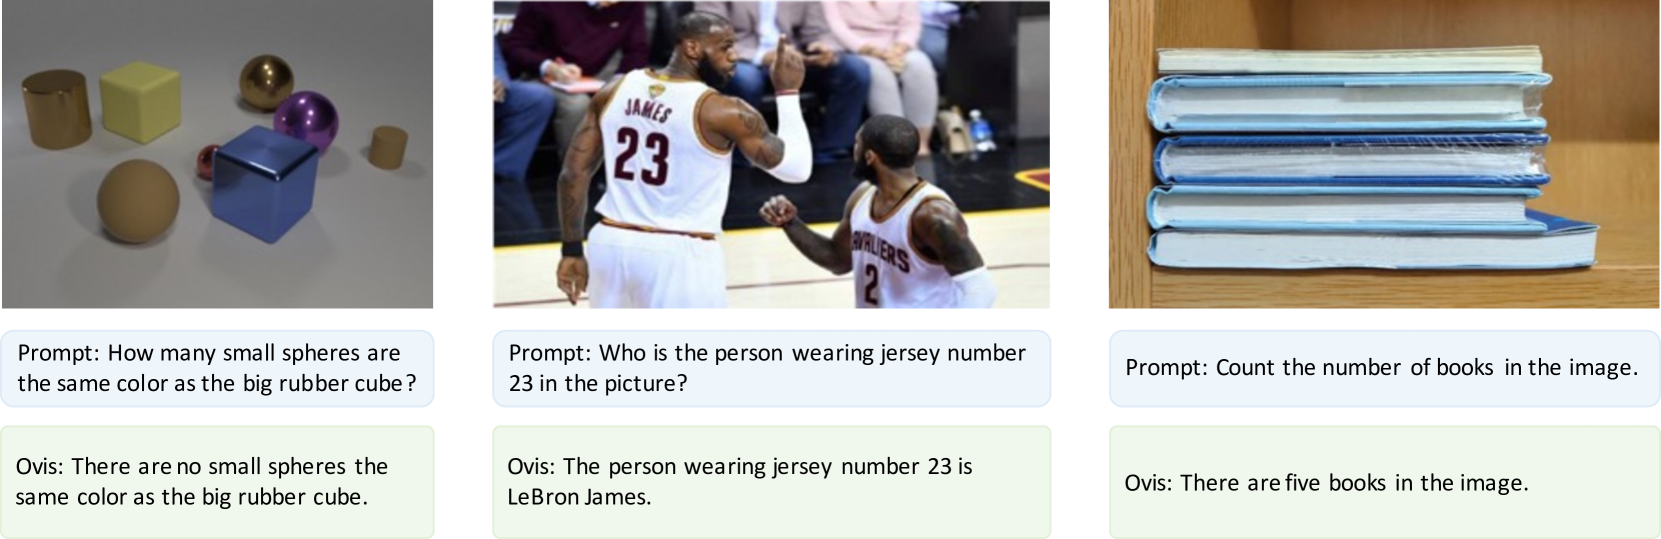 JAMES
23
AVALIERS
2
Prompt: How many small spheres are
the same color as the big rubber cube?
Prompt: Who is the person wearing jersey number
23 in the picture?
Prompt: Count the number of books in the image.
Ovis: There are no small spheres the
same color as the big rubber cube.
Ovis: The person wearing jersey number 23 is
LeBron James.
Ovis: There are five books in the image.